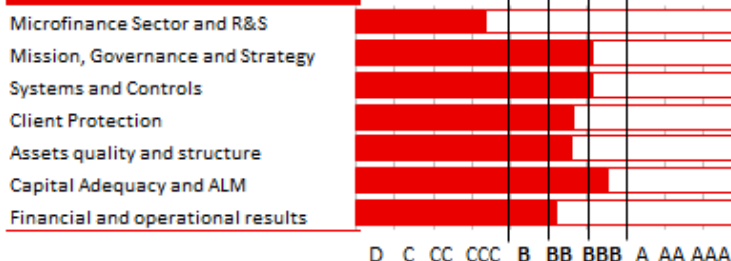 Microfinance Sector and R&S
Mission, Governance and Strategy
Systems and Controls
Client Protection
Assets quality and structure
Capital Adequacy and ALM
Financial and operational results
D C CC CCC B BB BBB A AA AAA